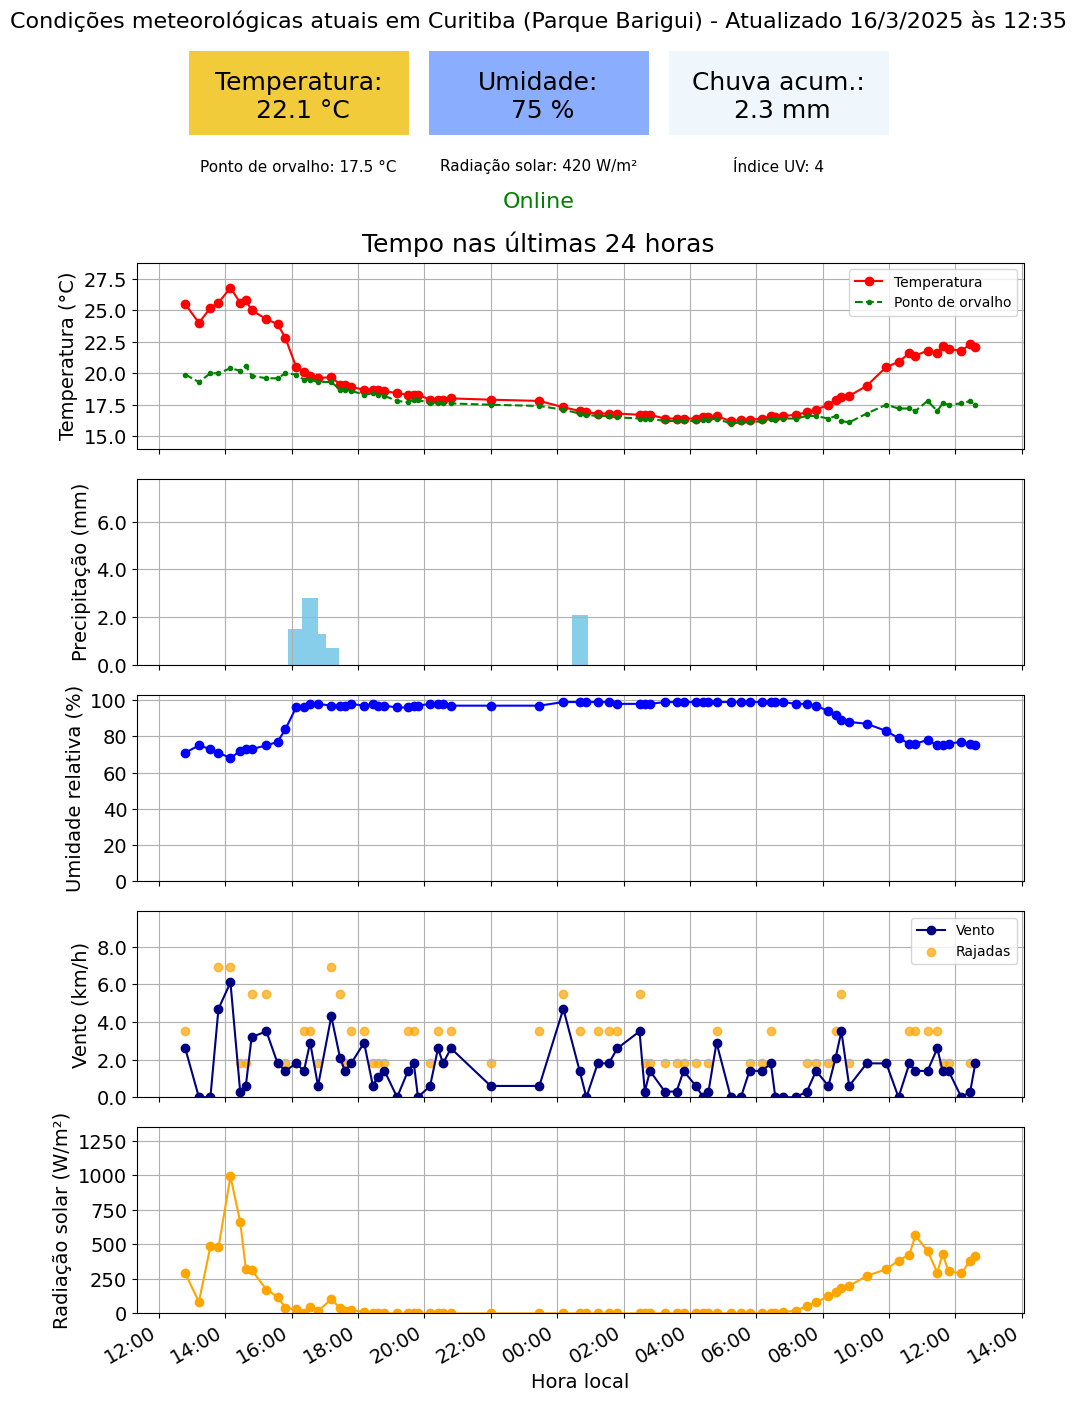 Condições meteorológicas atuais em Curitiba (Parque Barigui) - Atualizado 16/3/2025 às 12:35
Temperatura:
22.1 °C
Umidade:
75 %
Chuva acum.:
2.3 mm
Ponto de orvalho: 17.5 °C
Radiação solar: 420 W/m²
Índice UV: 4
Online
Tempo nas últimas 24 horas
Temperatura (°C)
27.5
25.0
22.5
20.0
17.5
15.0
Temperatura
Ponto de orvalho
Precipitação (mm)
6.0
4.0
2.0
0.0
Umidade relativa (%)
100
80
60
40
20
0
Vento (km/h)
8.0
6.0
4.0
2.0
0.0
Vento
Rajadas
Radiação solar (W/m²)
1250
1000
750
500
250
0
12:00
14:00
16:00
18:00
20:00
22:00
00:00
02:00
04:00
06:00
08:00
10:00
12:00
14:00
Hora local